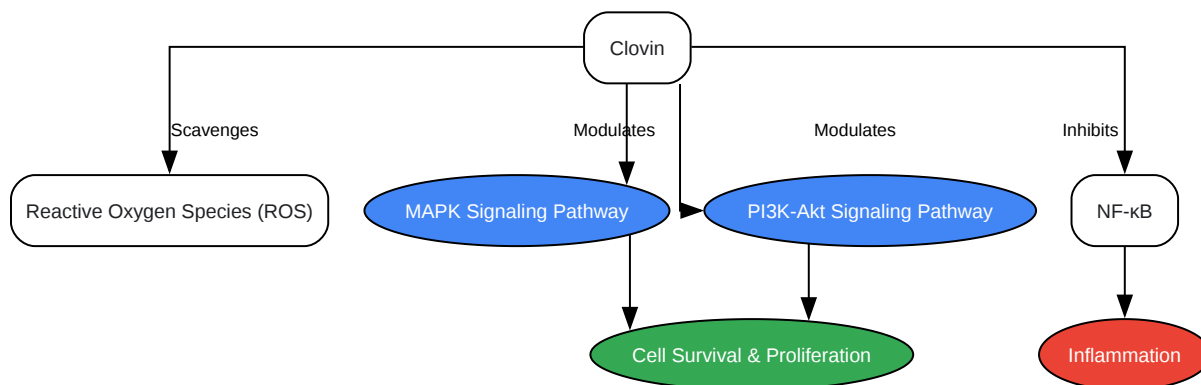 Clovin
Scavenges
Modulates
Modulates
Inhibits
Reactive Oxygen Species (ROS)
MAPK Signaling Pathway
PI3K-Akt Signaling Pathway
NF-κB
Cell Survival & Proliferation
Inflammation